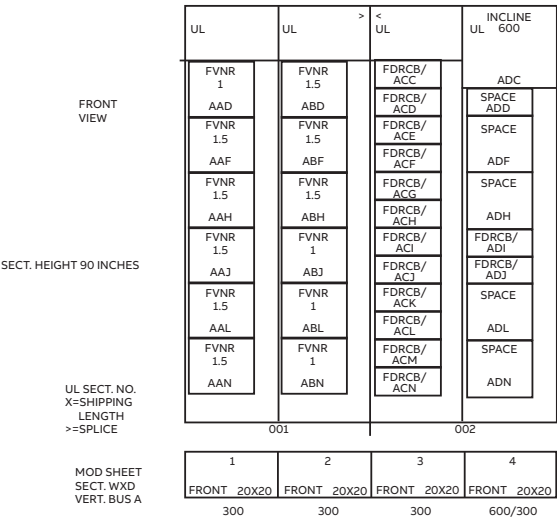 UL
UL >
< UL
INCLINE
UL 600
FRONT
VIEW
FVNR
1
AAD
FVNR
1.5
AAF
FVNR
1.5
AAH
FVNR
1.5
AAJ
FVNR
1.5
AAL
FVNR
1.5
AAN
FVNR
1.5
ABD
FVNR
1.5
ABF
FVNR
1.5
ABH
FVNR
1
ABJ
FVNR
1
ABL
FVNR
1
ABN
FDRCB/
ACC
FDRCB/
ACD
FDRCB/
ACE
FDRCB/
ACF
FDRCB/
ACG
FDRCB/
ACH
FDRCB/
ACI
FDRCB/
ACJ
FDRCB/
ACK
FDRCB/
ACL
FDRCB/
ACM
FDRCB/
ACN
ADC
SPACE
ADD
SPACE
ADF
SPACE
ADH
FDRCB/
ADI
FDRCB/
ADJ
SPACE
ADL
SPACE
ADN
SECT. HEIGHT 90 INCHES
UL SECT. NO.
X=SHIPPING
LENGTH
>=SPLICE
001
002
MOD SHEET
SECT. WXD
VERT. BUS A
1
2
3
4
FRONT 20X20
FRONT 20X20
FRONT 20X20
FRONT 20X20
300
300
300
600/300